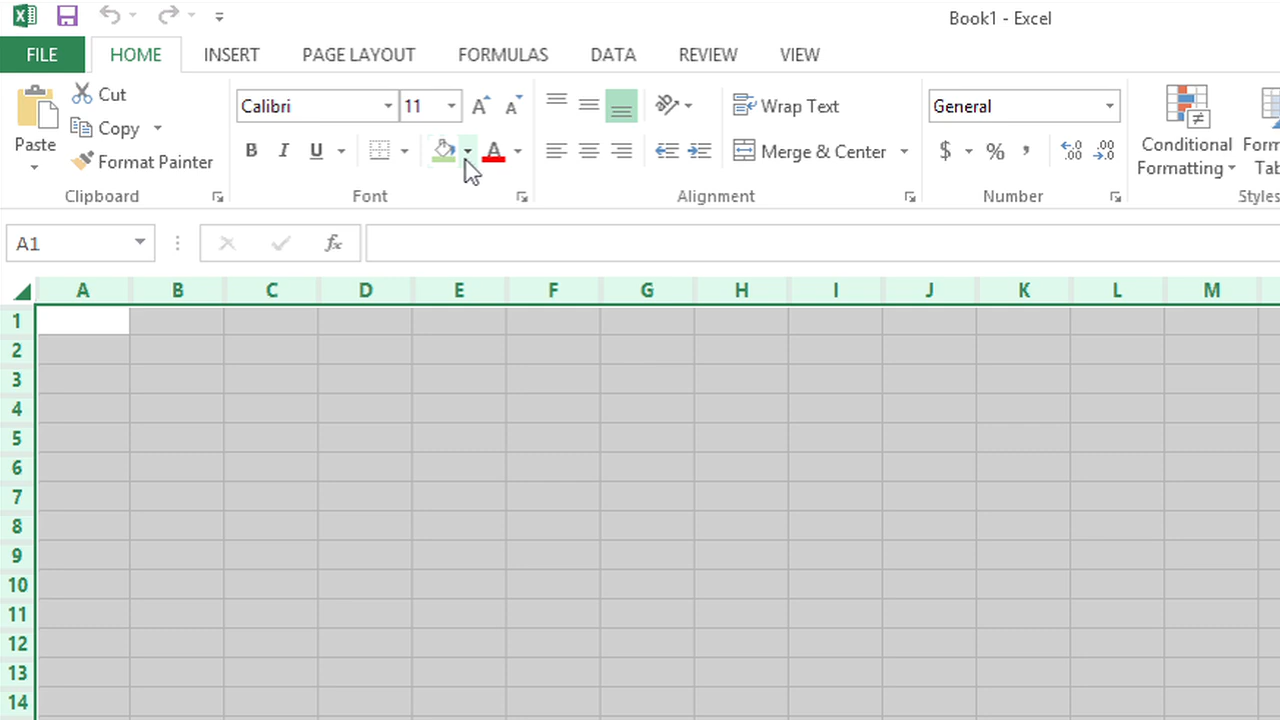 Book1 - Excel
FILE HOME INSERT PAGE LAYOUT FORMULAS DATA REVIEW VIEW
Paste
Cut
Copy
Format Painter
Clipboard
Calibri 11
B I U
Font
Wrap Text
Merge & Center
Alignment
General
$ % ,
Number
Conditional
Formatting
Styles
A1
fx
A B C D E F G H I J K L M
1
2
3
4
5
6
7
8
9
10
11
12
13
14